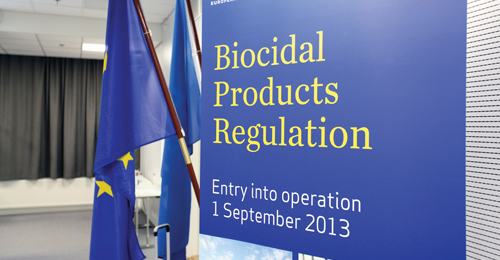 Biocidal
Products
Regulation
Entry into operation
1 September 2013